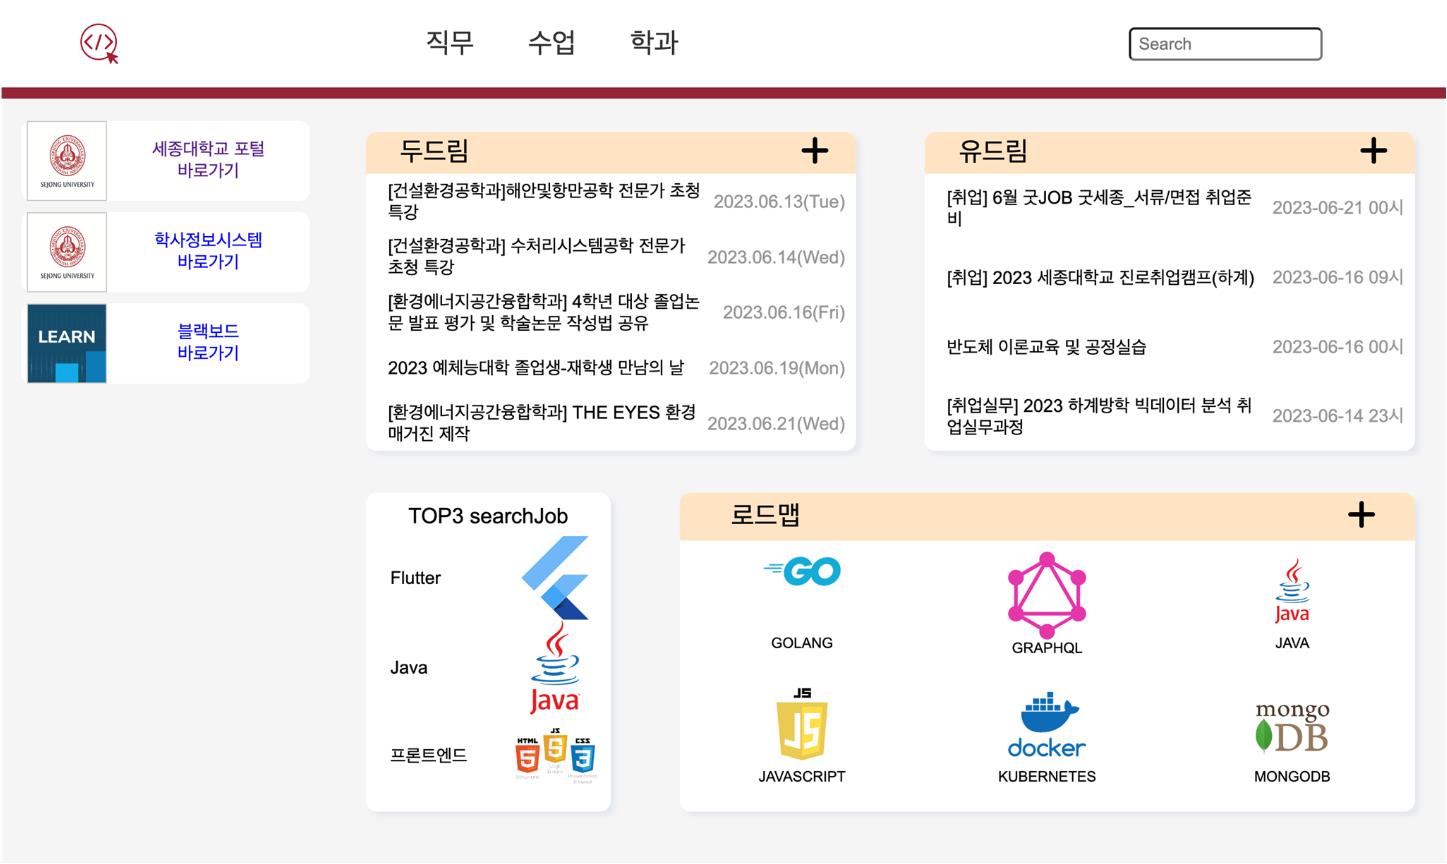 </>
직무 수업 학과
Search
SEJONG UNIVERSITY
세종대학교 포털
바로가기
SEJONG UNIVERSITY
학사정보시스템
바로가기
LEARN
블랙보드
바로가기
두드림 +
[건설환경공학과]해안및항만공학 전문가 초청
특강
2023.06.13(Tue)
[건설환경공학과] 수처리시스템공학 전문가
초청 특강
2023.06.14(Wed)
[환경에너지공간융합학과] 4학년 대상 졸업논
문 발표 평가 및 학술논문 작성법 공유
2023.06.16(Fri)
2023 예체능대학 졸업생-재학생 만남의 날
2023.06.19(Mon)
[환경에너지공간융합학과] THE EYES 환경
매거진 제작
2023.06.21(Wed)
유드림 +
[취업] 6월 굿JOB 굿세종_서류/면접 취업준
비
2023-06-21 00시
[취업] 2023 세종대학교 진로취업캠프(하계)
2023-06-16 09시
반도체 이론교육 및 공정실습
2023-06-16 00시
[취업실무] 2023 하계방학 빅데이터 분석 취
업실무과정
2023-06-14 23시
TOP3 searchJob
Flutter
Java
Java
프론트엔드
HTML
5
JS
5
CSS
3
로드맵 +
GO
GOLANG
GRAPHQL
Java
JAVA
JS
JS
JAVASCRIPT
docker
KUBERNETES
mongo
DB
MONGODB